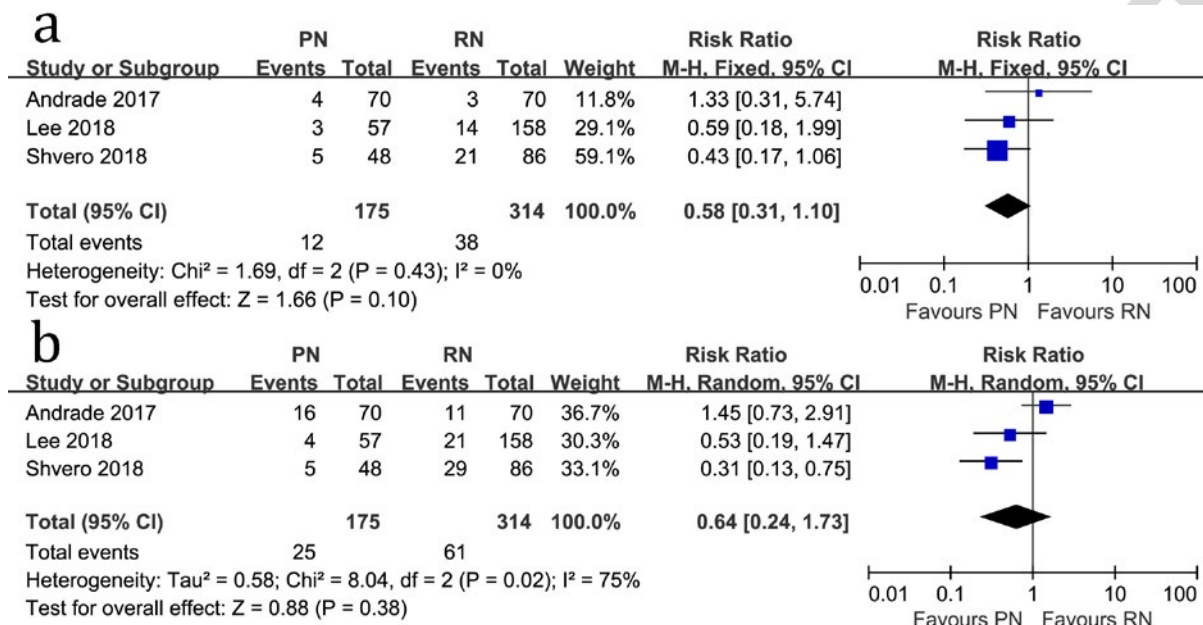 a
PN RN Risk Ratio Risk Ratio
Study or Subgroup Events Total Events Total Weight M-H, Fixed, 95% CI M-H, Fixed, 95% CI
Andrade 2017 4 70 3 70 11.8% 1.33 [0.31, 5.74]
Lee 2018 3 57 14 158 29.1% 0.59 [0.18, 1.99]
Shvero 2018 5 48 21 86 59.1% 0.43 [0.17, 1.06]
Total (95% CI) 175 314 100.0% 0.58 [0.31, 1.10]
Total events 12 38
Heterogeneity: Chi² = 1.69, df = 2 (P = 0.43); I² = 0%
Test for overall effect: Z = 1.66 (P = 0.10)
0.01 0.1 1 10 100
Favours PN Favours RN
b
PN RN Risk Ratio Risk Ratio
Study or Subgroup Events Total Events Total Weight M-H, Random, 95% CI M-H, Random, 95% CI
Andrade 2017 16 70 11 70 36.7% 1.45 [0.73, 2.91]
Lee 2018 4 57 21 158 30.3% 0.53 [0.19, 1.47]
Shvero 2018 5 48 29 86 33.1% 0.31 [0.13, 0.75]
Total (95% CI) 175 314 100.0% 0.64 [0.24, 1.73]
Total events 25 61
Heterogeneity: Tau² = 0.58; Chi² = 8.04, df = 2 (P = 0.02); I² = 75%
Test for overall effect: Z = 0.88 (P = 0.38)
0.01 0.1 1 10 100
Favours PN Favours RN